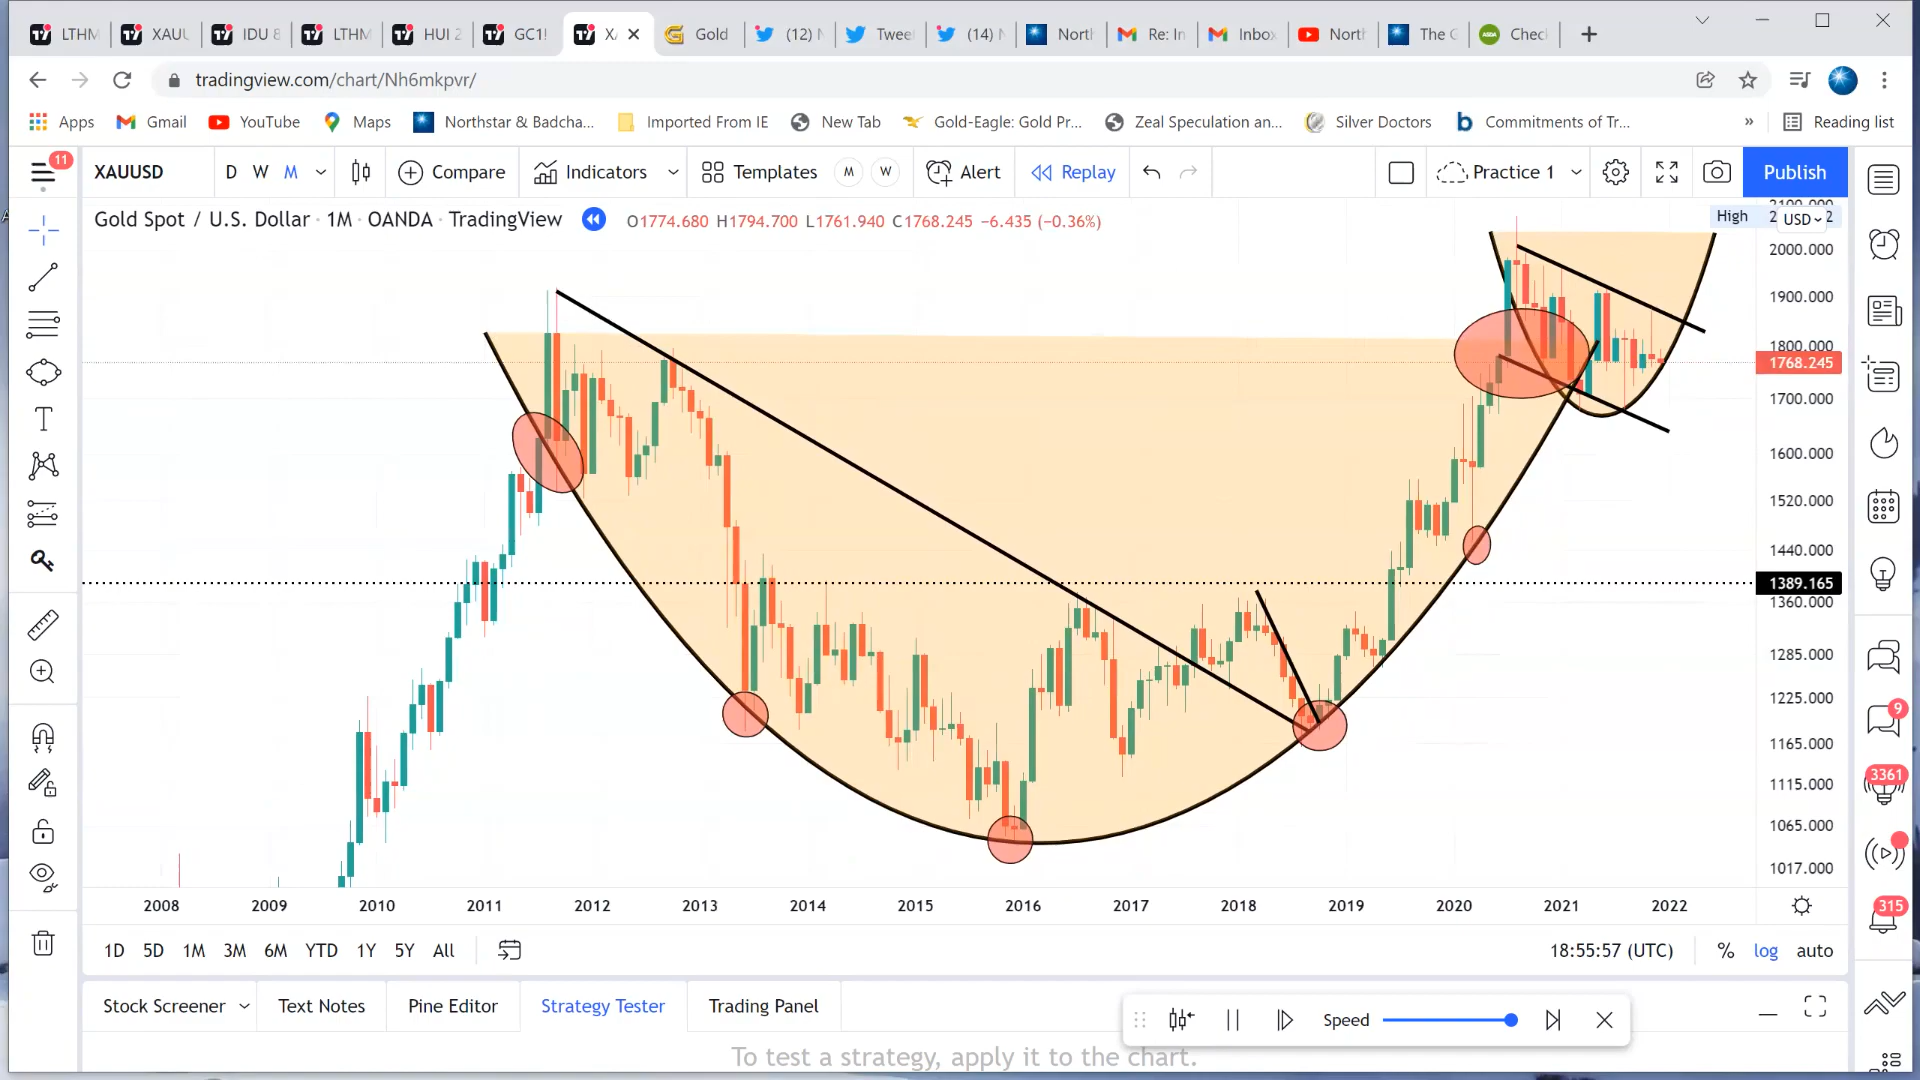 LTHM XAUU IDU 8 LTHM HUI 2 GC1! XA Gold (12) N Twee (14) N North Re: In Inbox North The G Chec
tradingview.com/chart/Nh6mkpvr/
Apps Gmail YouTube Maps Northstar & Badcha... Imported From IE New Tab Gold-Eagle: Gold Pr... Zeal Speculation an... Silver Doctors Commitments of Tr... » Reading list
11 XAUUSD D W M Compare Indicators Templates M W Alert Replay Practice 1 Publish
Gold Spot / U.S. Dollar · 1M · OANDA · TradingView O1774.680 H1794.700 L1761.940 C1768.245 −6.435 (−0.36%)
High USD
2000.000
1900.000
1800.000
1768.245
1700.000
1600.000
1520.000
1440.000
1389.165
1360.000
1285.000
1225.000
1165.000
1115.000
1065.000
1017.000
9
3361
315
2008 2009 2010 2011 2012 2013 2014 2015 2016 2017 2018 2019 2020 2021 2022
1D 5D 1M 3M 6M YTD 1Y 5Y All 18:55:57 (UTC) % log auto
Stock Screener Text Notes Pine Editor Strategy Tester Trading Panel
Speed
To test a strategy, apply it to the chart.